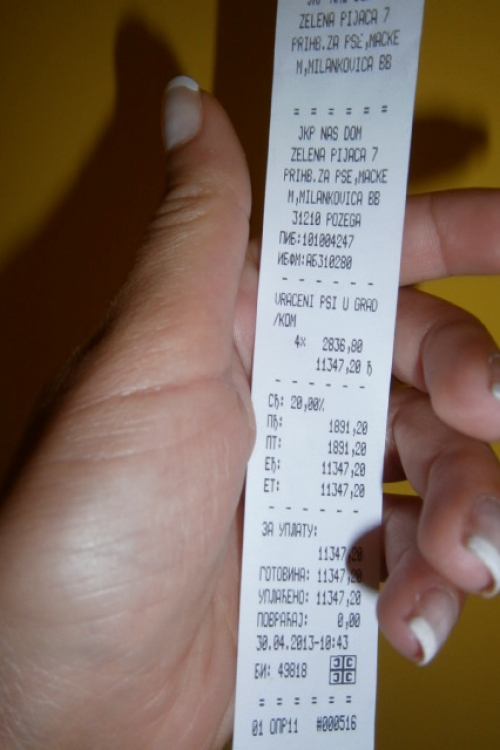 ZELENA PIJACA 7
PRIHB.ZA PSE,MACKE
M,MILANKOVICA BB
= = = = = =
JKP NAS DOM
ZELENA PIJACA 7
PRIHB.ZA PSE,MACKE
M,MILANKOVICA BB
31210 POZEGA
ПИБ:101004247
ИБФМ:АБ310280
- - - - - -
VRACENI PSI U GRAD
/KOM
4x 2836,80
11347,20 Ђ
- - - - - -
СЂ: 20,00%
ПЂ: 1891,20
ПТ: 1891,20
ЕЂ: 11347,20
ЕТ: 11347,20
- - - - - -
ЗА УПЛАТУ:
11347,20
ГОТОВИНА: 11347,20
УПЛАЋЕНО: 11347,20
ПОВРАЋАЈ: 0,00
30.04.2013-10:43
БИ: 49818
= = = = = =
01 ОПР11 #000516